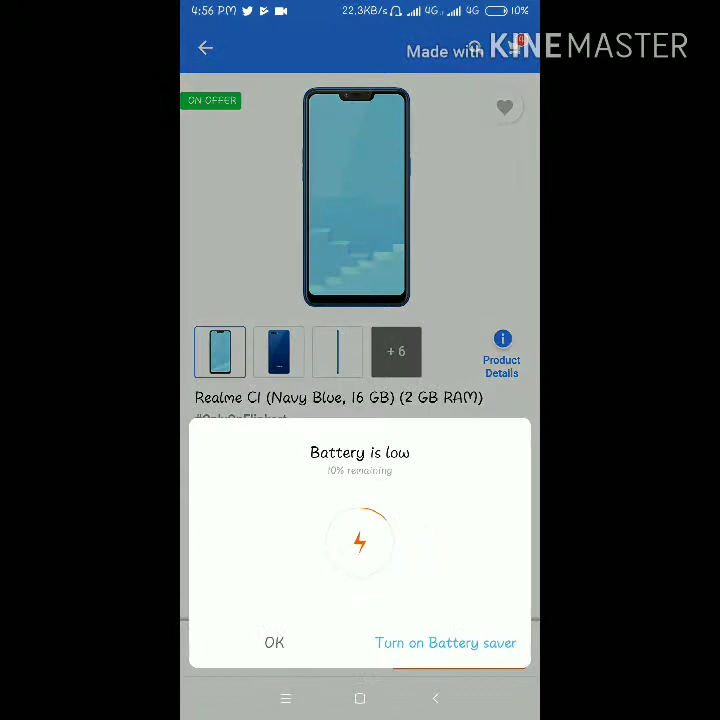 4:56 PM 22.3KB/s 4G 4G 10%
Made with KINEMASTER
ON OFFER
+ 6
Product
Details
Realme C1 (Navy Blue, 16 GB) (2 GB RAM)
Battery is low
10% remaining
OK Turn on Battery saver